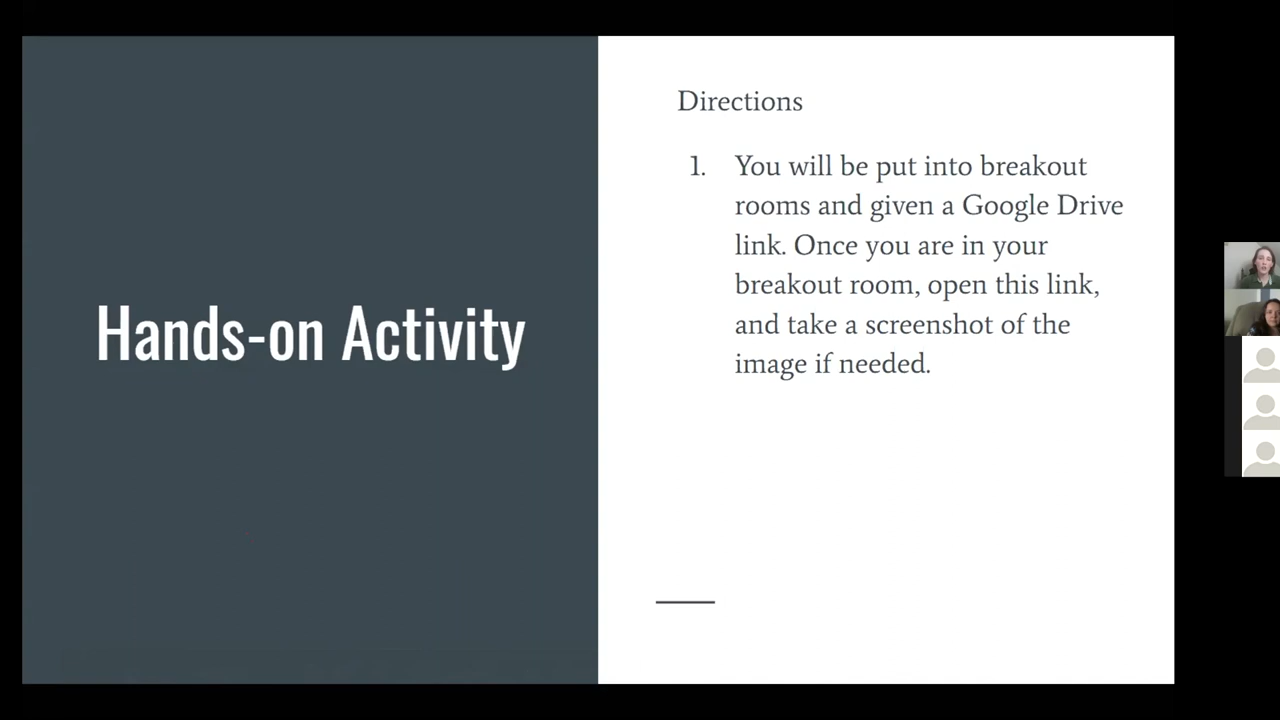 Hands-on Activity
Directions
1. You will be put into breakout
rooms and given a Google Drive
link. Once you are in your
breakout room, open this link,
and take a screenshot of the
image if needed.